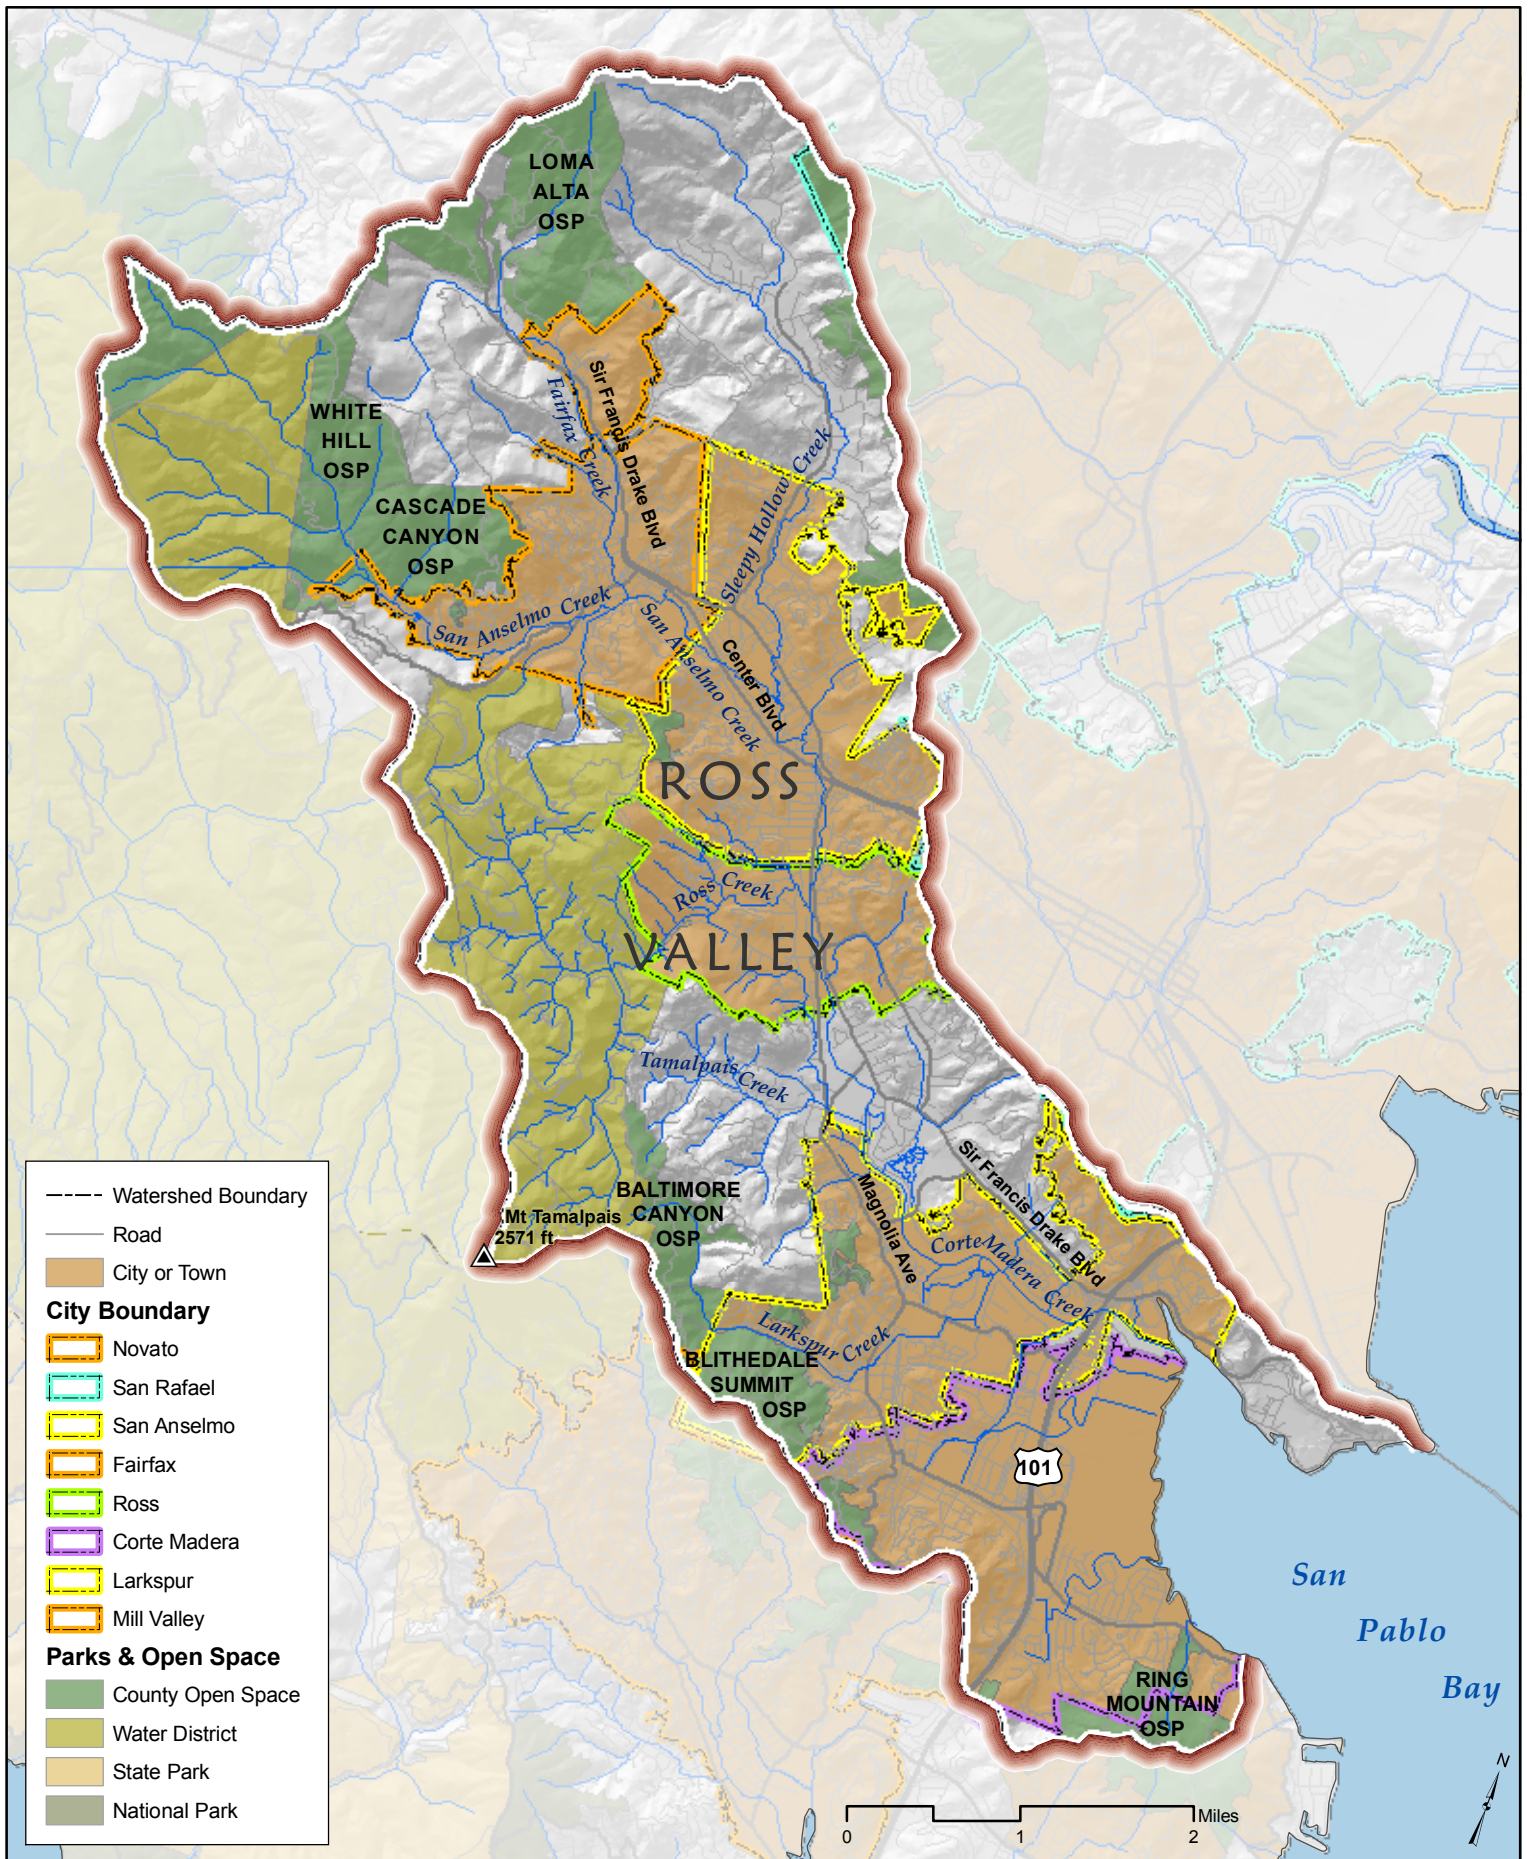 LOMA
ALTA
OSP
WHITE
HILL
OSP
CASCADE
CANYON
OSP
Fairfax Creek
Sir Francis Drake Blvd
Sleepy Hollow Creek
San Anselmo Creek
San Anselmo Creek
Center Blvd
ROSS
VALLEY
Ross Creek
Tamalpais Creek
BALTIMORE
CANYON
OSP
Mt Tamalpais
2571 ft
Magnolia Ave
Sir Francis Drake Blvd
Corte Madera Creek
Larkspur Creek
BLITHEDALE
SUMMIT
OSP
101
RING
MOUNTAIN
OSP
San
Pablo
Bay
Watershed Boundary
Road
City or Town
City Boundary
Novato
San Rafael
San Anselmo
Fairfax
Ross
Corte Madera
Larkspur
Mill Valley
Parks & Open Space
County Open Space
Water District
State Park
National Park
Miles
0 1 2
N